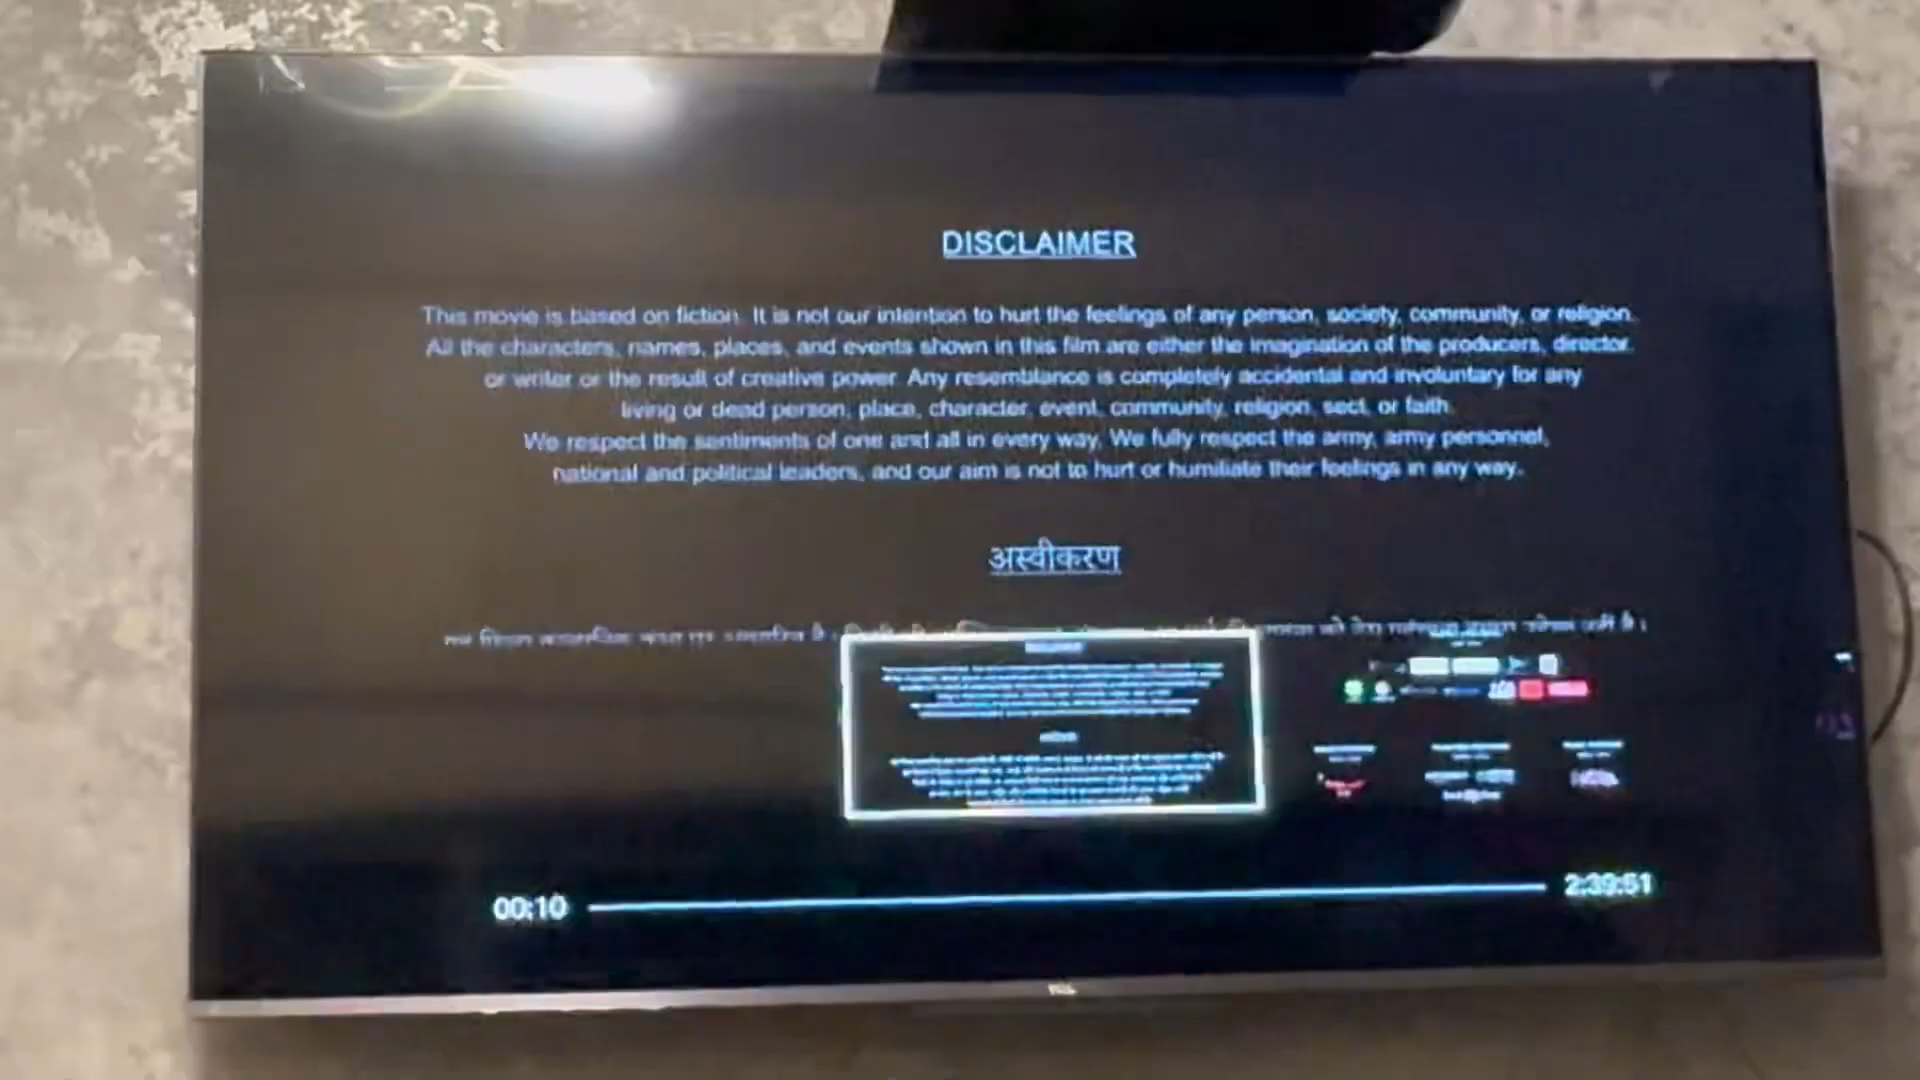 DISCLAIMER
This movie is based on fiction. It is not our intention to hurt the feelings of any person, society, community, or religion.
All the characters, names, places, and events shown in this film are either the imagination of the producers, director
or writer or the result of creative power. Any resemblance is completely accidental and involuntary for any
living or dead person, place, character, event, community, religion, sect, or faith.
We respect the sentiments of one and all in every way. We fully respect the army, army personnel,
national and political leaders, and our aim is not to hurt or humiliate their feelings in any way.
अस्वीकरण
00:10
2:39:51